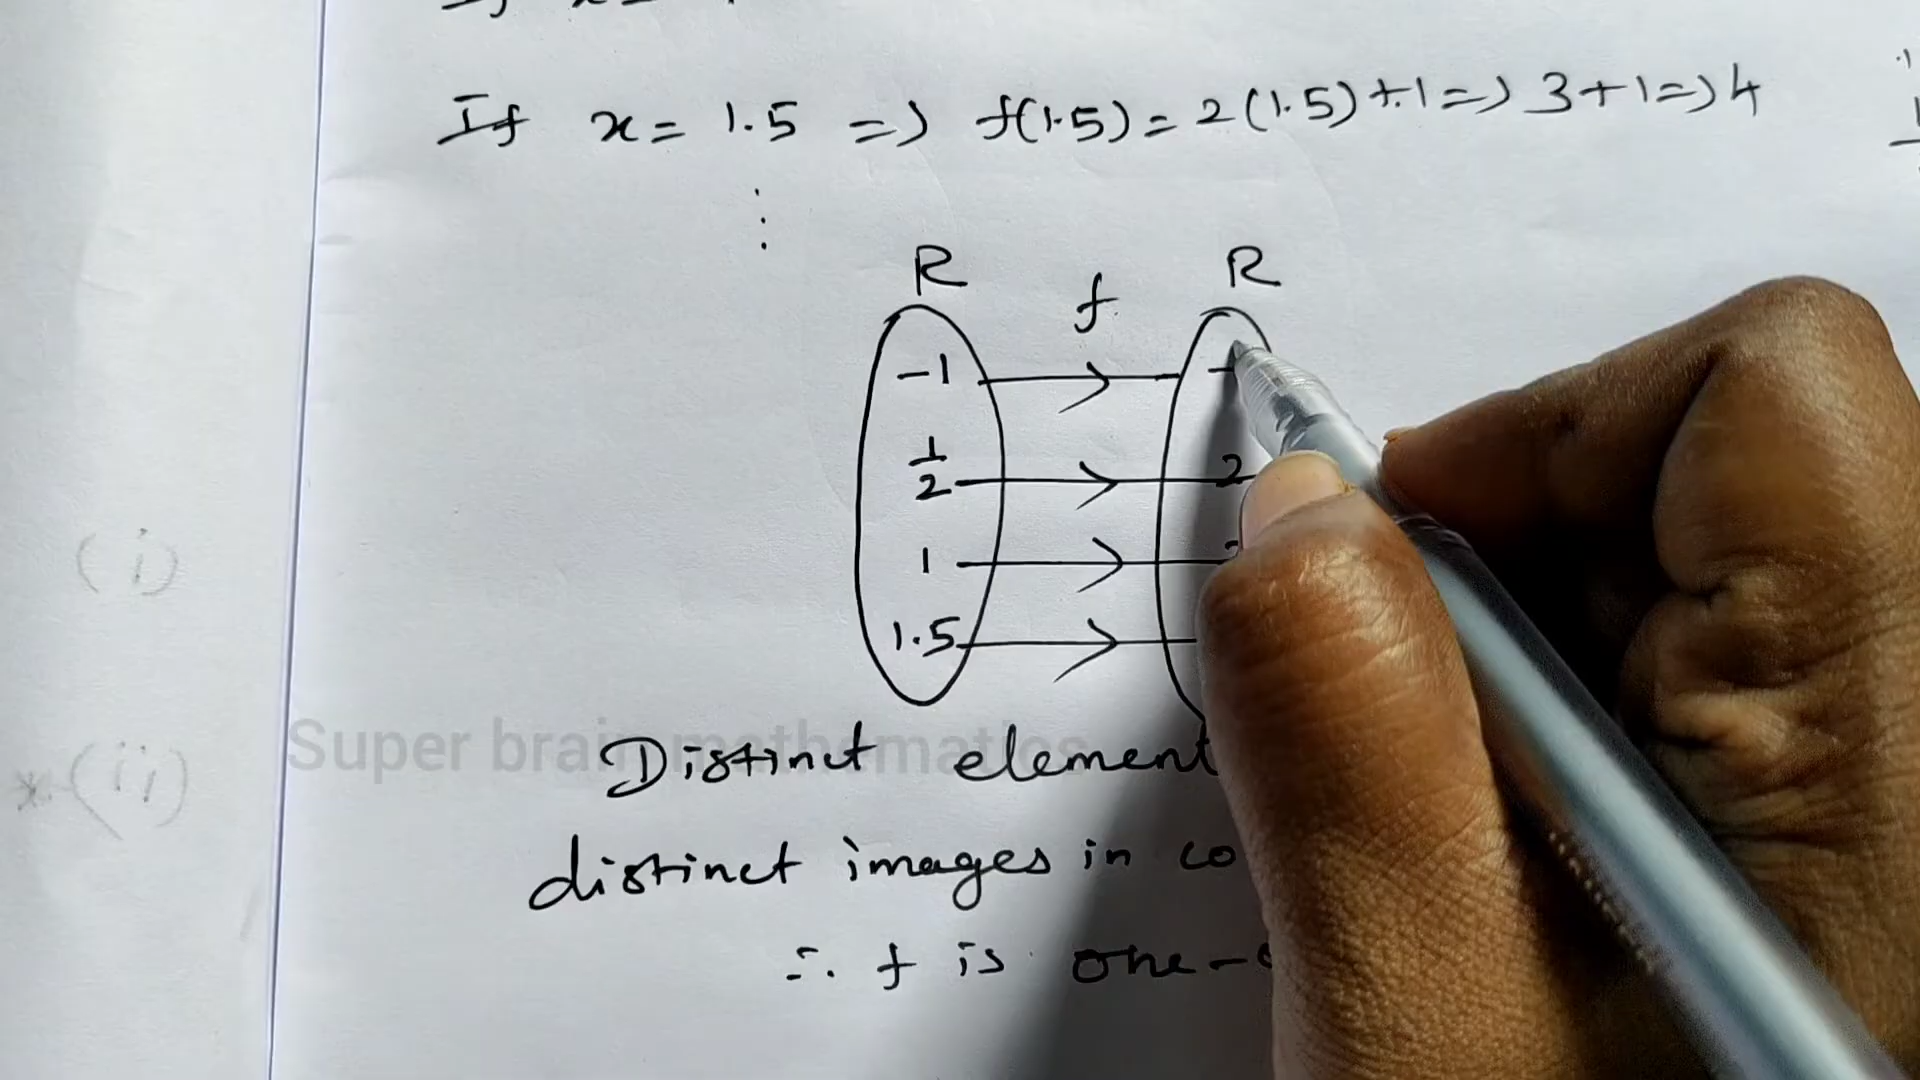 If x = 1.5 => f(1.5) = 2(1.5)+1 => 3+1 => 4
⋮
R f R
-1
1/2 2
1
1.5
(i)
(ii)
Super brain mathematics
Distinct element
distinct images in co
∴ f is one-